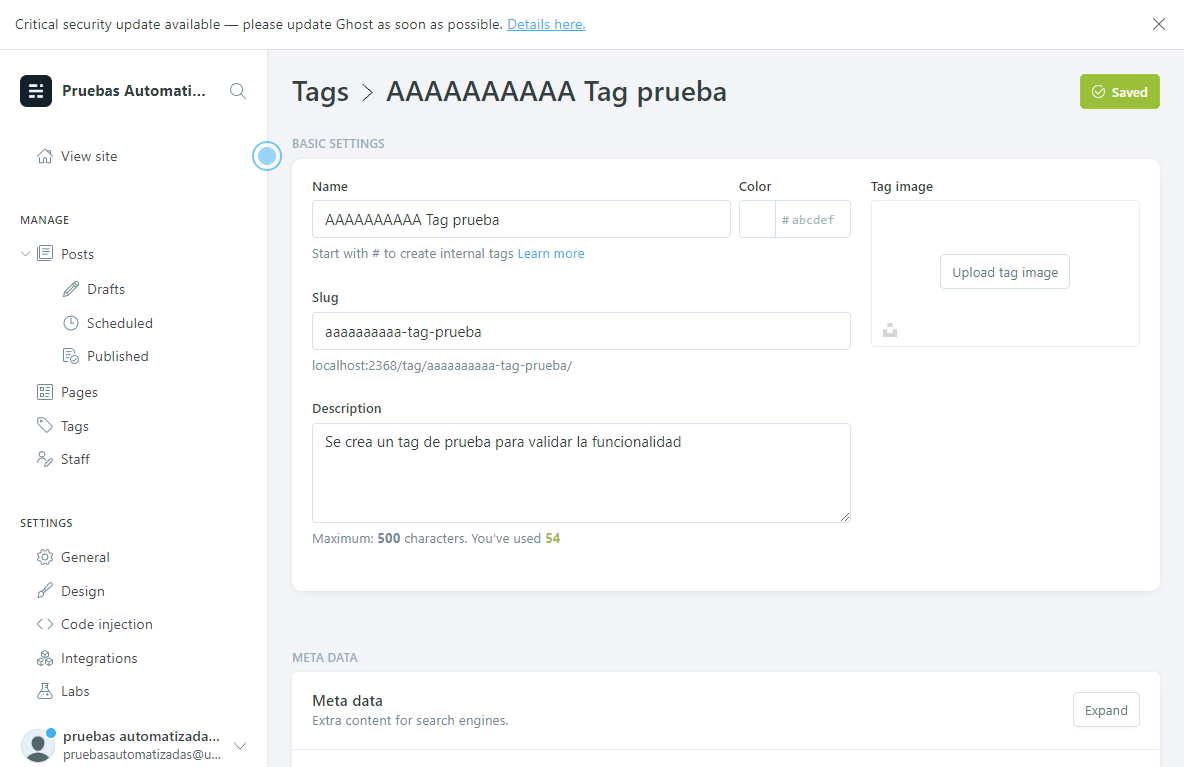 Critical security update available — please update Ghost as soon as possible. Details here.
Pruebas Automati...
View site
MANAGE
Posts
Drafts
Scheduled
Published
Pages
Tags
Staff
SETTINGS
General
Design
Code injection
Integrations
Labs
pruebas automatizada...
pruebasautomatizadas@u...
Tags > AAAAAAAAAA Tag prueba
Saved
BASIC SETTINGS
Name
AAAAAAAAAA Tag prueba
Start with # to create internal tags Learn more
Color
# abcdef
Slug
aaaaaaaaaa-tag-prueba
localhost:2368/tag/aaaaaaaaaa-tag-prueba/
Description
Se crea un tag de prueba para validar la funcionalidad
Maximum: 500 characters. You've used 54
Tag image
Upload tag image
META DATA
Meta data
Extra content for search engines.
Expand